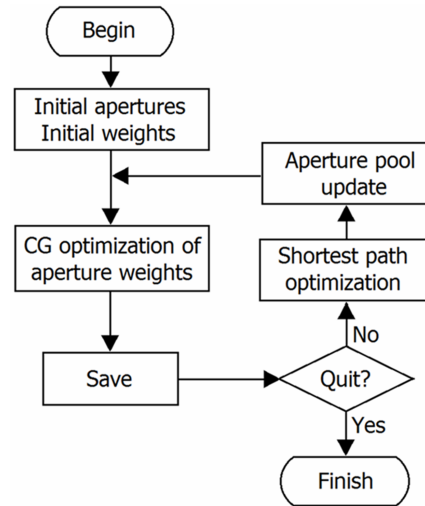 Begin
Initial apertures
Initial weights
Aperture pool
update
CG optimization of
aperture weights
Shortest path
optimization
No
Save
Quit?
Yes
Finish